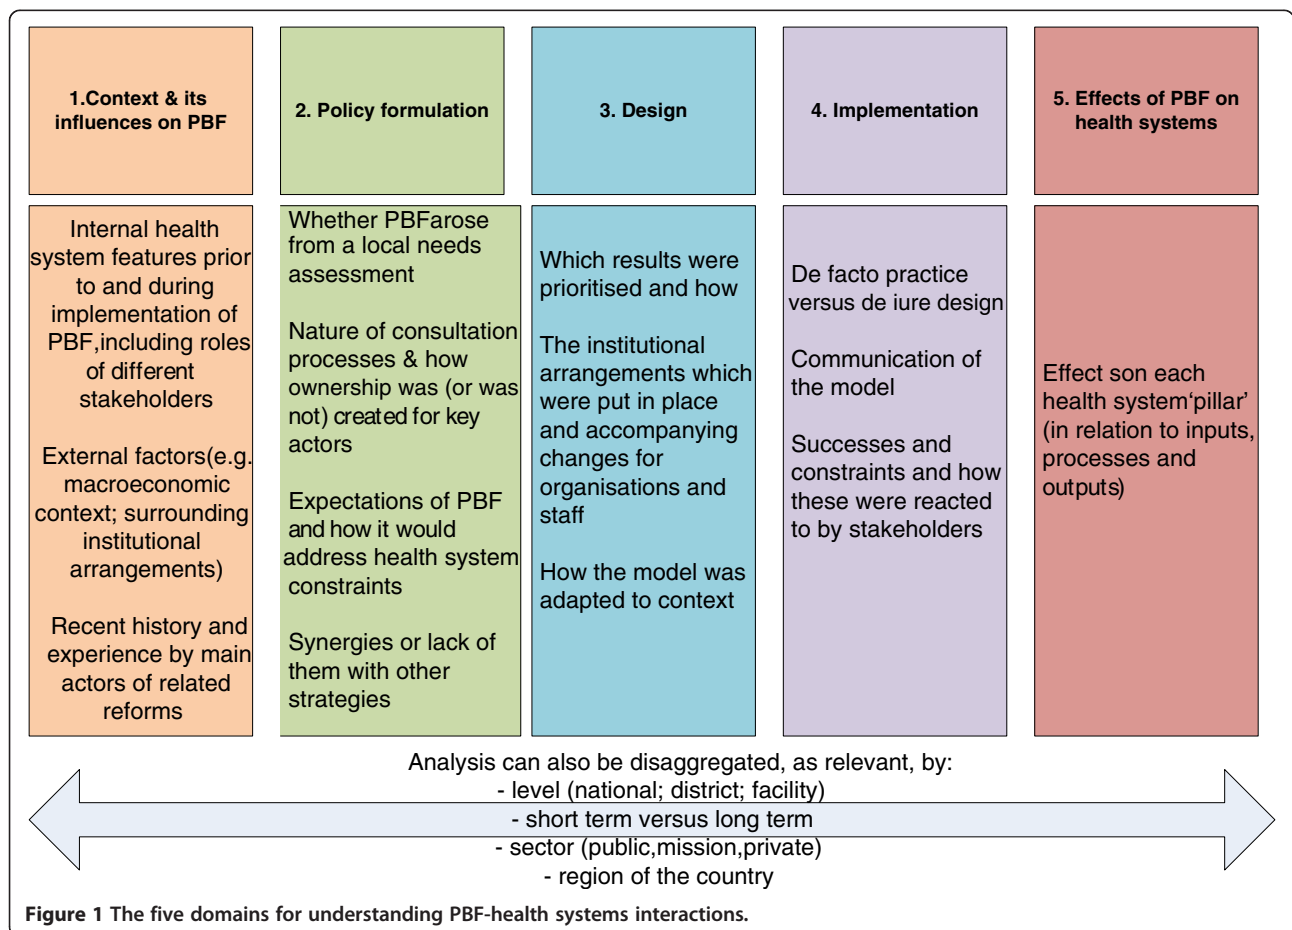 1.Context & its
influences on PBF
2. Policy formulation
3. Design
4. Implementation
5. Effects of PBF on
health systems
Internal health
system features prior
to and during
implementation of
PBF,including roles
of different
stakeholders
External factors(e.g.
macroeconomic
context; surrounding
institutional
arrangements)
Recent history and
experience by main
actors of related
reforms
Whether PBFarose
from a local needs
assessment
Nature of consultation
processes & how
ownership was (or was
not) created for key
actors
Expectations of PBF
and how it would
address health system
constraints
Synergies or lack of
them with other
strategies
Which results were
prioritised and how
The institutional
arrangements which
were put in place
and accompanying
changes for
organisations and
staff
How the model was
adapted to context
De facto practice
versus de iure design
Communication of
the model
Successes and
constraints and how
these were reacted
to by stakeholders
Effect son each
health system‘pillar’
(in relation to inputs,
processes and
outputs)
Analysis can also be disaggregated, as relevant, by:
- level (national; district; facility)
- short term versus long term
- sector (public,mission,private)
- region of the country
Figure 1 The five domains for understanding PBF-health systems interactions.